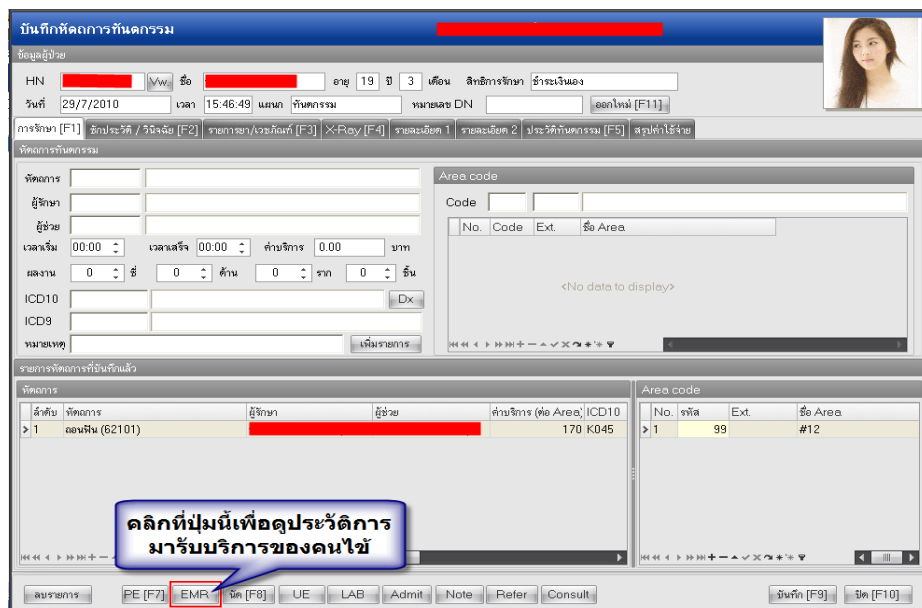 บันทึกหัตถการทันตกรรม
ข้อมูลผู้ป่วย
HN Vw. ชื่อ อายุ 19 ปี 3 เดือน สิทธิการรักษา ชำระเงินเอง
วันที่ 29/7/2010 เวลา 15:46:49 แผนก ทันตกรรม หมายเลข DN ออกใหม่ [F11]
การรักษา [F1] ซักประวัติ / วินิจฉัย [F2] รายการยา/เวชภัณฑ์ [F3] X-Ray [F4] รายละเอียด 1 รายละเอียด 2 ประวัติทันตกรรม [F5] สรุปค่าใช้จ่าย
หัตถการทันตกรรม
หัตถการ
ผู้รักษา
ผู้ช่วย
เวลาเริ่ม 00:00 เวลาเสร็จ 00:00 ค่าบริการ 0.00 บาท
ผลงาน 0 ซี่ 0 ด้าน 0 ราก 0 ชิ้น
ICD10 Dx
ICD9
หมายเหตุ เพิ่มรายการ
Area code
Code
No. Code Ext. ชื่อ Area
<No data to display>
รายการหัตถการที่บันทึกแล้ว
หัตถการ
ลำดับ หัตถการ ผู้รักษา ผู้ช่วย ค่าบริการ (ต่อ Area) ICD10
1 ถอนฟัน (62101) 170 K045
Area code
No. รหัส Ext. ชื่อ Area
1 99 #12
คลิกที่ปุ่มนี้เพื่อดูประวัติการ
มารับบริการของคนไข้
ลบรายการ PE [F7] EMR นัด [F8] UE LAB Admit Note Refer Consult บันทึก [F9] ปิด [F10]